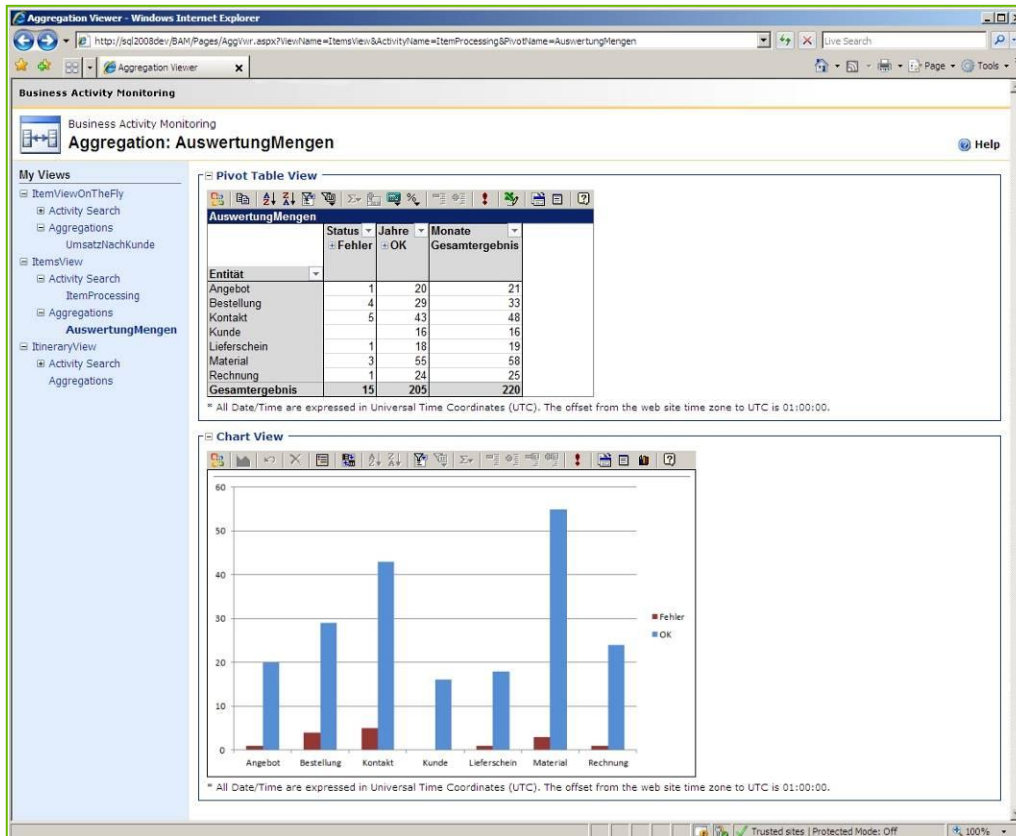 Aggregation Viewer - Windows Internet Explorer
http://sql2008dev/BAM/Pages/AggVwr.aspx?ViewName=ItemsView&ActivityName=ItemProcessing&PivotName=AuswertungMengen
Live Search
Aggregation Viewer
Page
Tools
Business Activity Monitoring
Business Activity Monitoring
Aggregation: AuswertungMengen
Help
My Views
ItemViewOnTheFly
Activity Search
Aggregations
UmsatzNachKunde
ItemsView
Activity Search
ItemProcessing
Aggregations
AuswertungMengen
ItineraryView
Activity Search
Aggregations
Pivot Table View
AuswertungMengen
Status Jahre Monate
Fehler OK Gesamtergebnis
Entität
Angebot 1 20 21
Bestellung 4 29 33
Kontakt 5 43 48
Kunde 16 16
Lieferschein 1 18 19
Material 3 55 58
Rechnung 1 24 25
Gesamtergebnis 15 205 220
* All Date/Time are expressed in Universal Time Coordinates (UTC). The offset from the web site time zone to UTC is 01:00:00.
Chart View
60
50
40
30
20
10
0
Angebot Bestellung Kontakt Kunde Lieferschein Material Rechnung
Fehler
OK
* All Date/Time are expressed in Universal Time Coordinates (UTC). The offset from the web site time zone to UTC is 01:00:00.
Trusted sites | Protected Mode: Off 100%